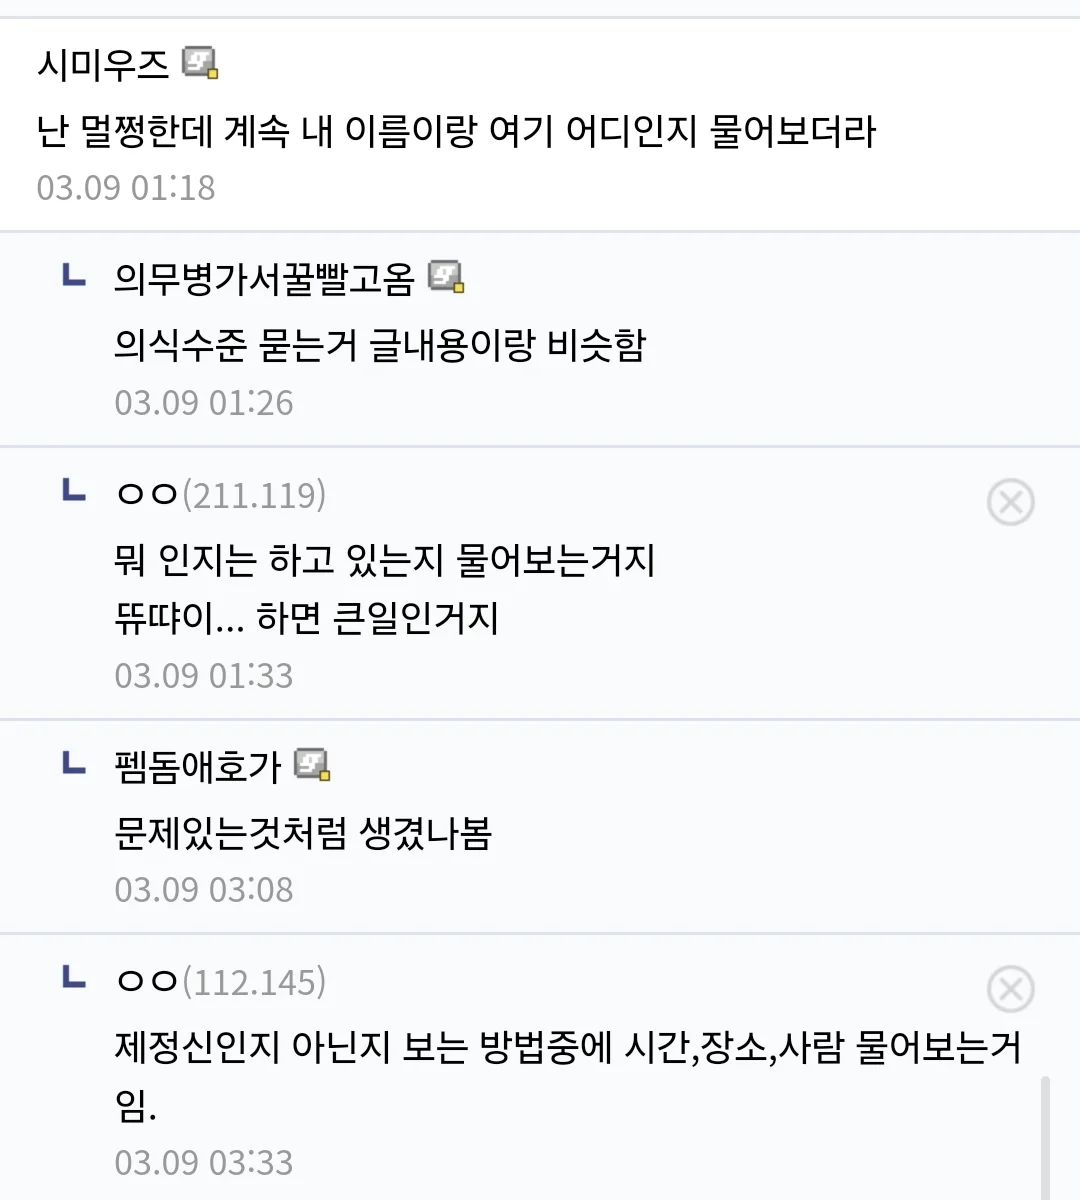 시미우즈
난 멀쩡한데 계속 내 이름이랑 여기 어디인지 물어보더라
03.09 01:18
의무병가서꿀빨고옴
의식수준 묻는거 글내용이랑 비슷함
03.09 01:26
ㅇㅇ(211.119)
뭐 인지는 하고 있는지 물어보는거지
뜌땨이... 하면 큰일인거지
03.09 01:33
펨돔애호가
문제있는것처럼 생겼나봄
03.09 03:08
ㅇㅇ(112.145)
제정신인지 아닌지 보는 방법중에 시간,장소,사람 물어보는거
임.
03.09 03:33